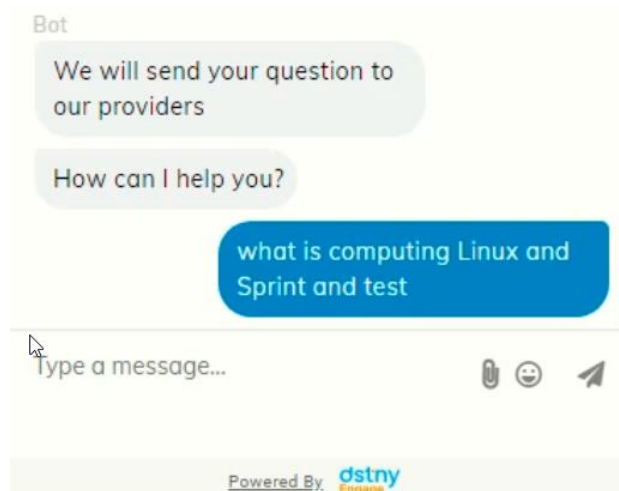 Bot
We will send your question to
our providers
How can I help you?
what is computing Linux and
Sprint and test
Type a message...
Powered By dstny
Engage